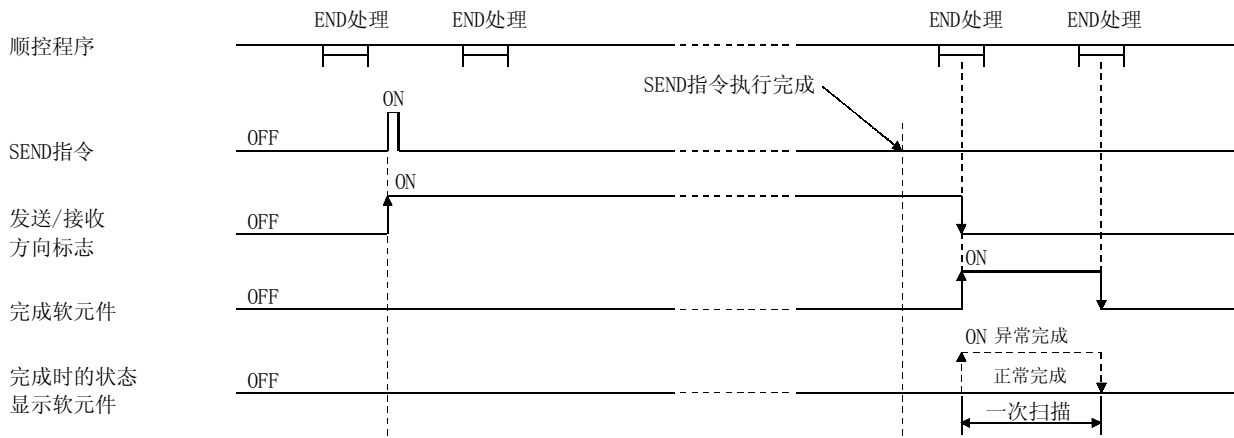 END处理 END处理 END处理 END处理
顺控程序
SEND指令执行完成
ON
OFF
SEND指令
ON
OFF
发送/接收
方向标志
ON
OFF
完成软元件
ON 异常完成
OFF
正常完成
完成时的状态
显示软元件
一次扫描